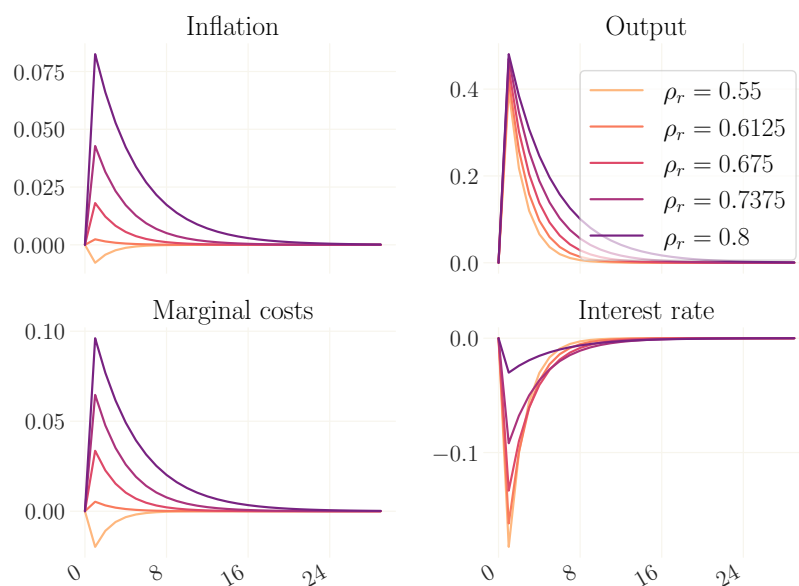 Inflation
Output
0.075
0.050
0.025
0.000
0.4
0.2
0.0
ρr = 0.55
ρr = 0.6125
ρr = 0.675
ρr = 0.7375
ρr = 0.8
Marginal costs
Interest rate
0.10
0.05
0.00
0.0
−0.1
0 8 16 24
0 8 16 24